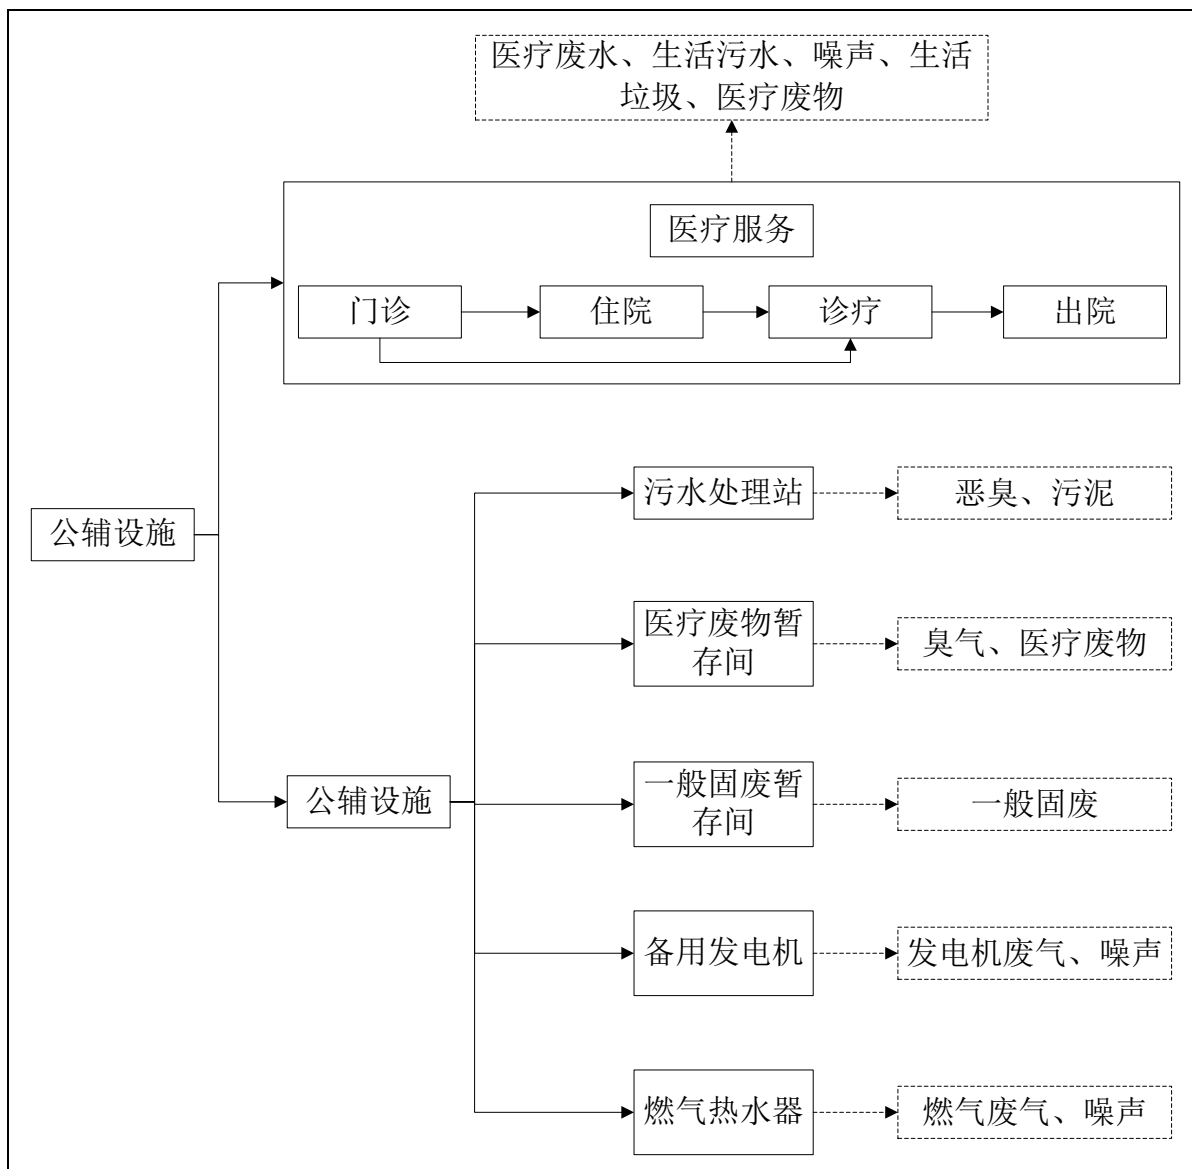 医疗废水、生活污水、噪声、生活
垃圾、医疗废物
医疗服务
门诊
住院
诊疗
出院
公辅设施
公辅设施
污水处理站
恶臭、污泥
医疗废物暂
存间
臭气、医疗废物
一般固废暂
存间
一般固废
备用发电机
发电机废气、噪声
燃气热水器
燃气废气、噪声